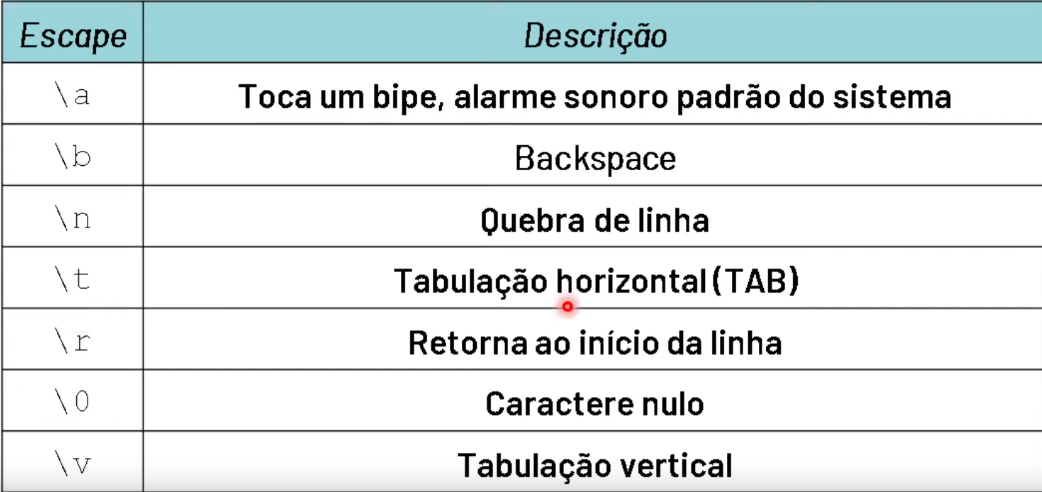 Escape Descrição
\a Toca um bipe, alarme sonoro padrão do sistema
\b Backspace
\n Quebra de linha
\t Tabulação horizontal (TAB)
\r Retorna ao início da linha
\0 Caractere nulo
\v Tabulação vertical